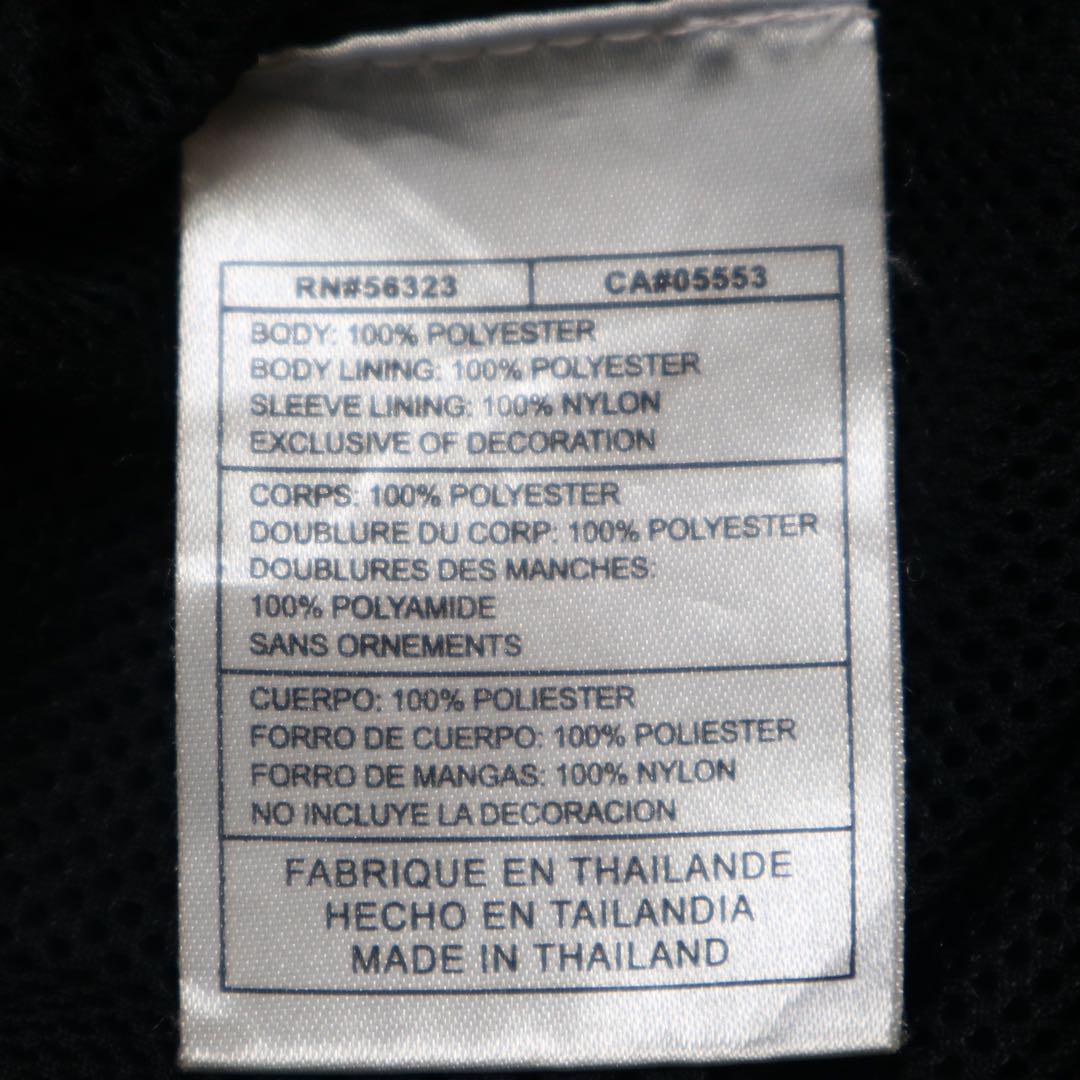 RN#56323 CA#05553
BODY: 100% POLYESTER
BODY LINING: 100% POLYESTER
SLEEVE LINING: 100% NYLON
EXCLUSIVE OF DECORATION
CORPS: 100% POLYESTER
DOUBLURE DU CORP: 100% POLYESTER
DOUBLURES DES MANCHES:
100% POLYAMIDE
SANS ORNEMENTS
CUERPO: 100% POLIESTER
FORRO DE CUERPO: 100% POLIESTER
FORRO DE MANGAS: 100% NYLON
NO INCLUYE LA DECORACION
FABRIQUE EN THAILANDE
HECHO EN TAILANDIA
MADE IN THAILAND